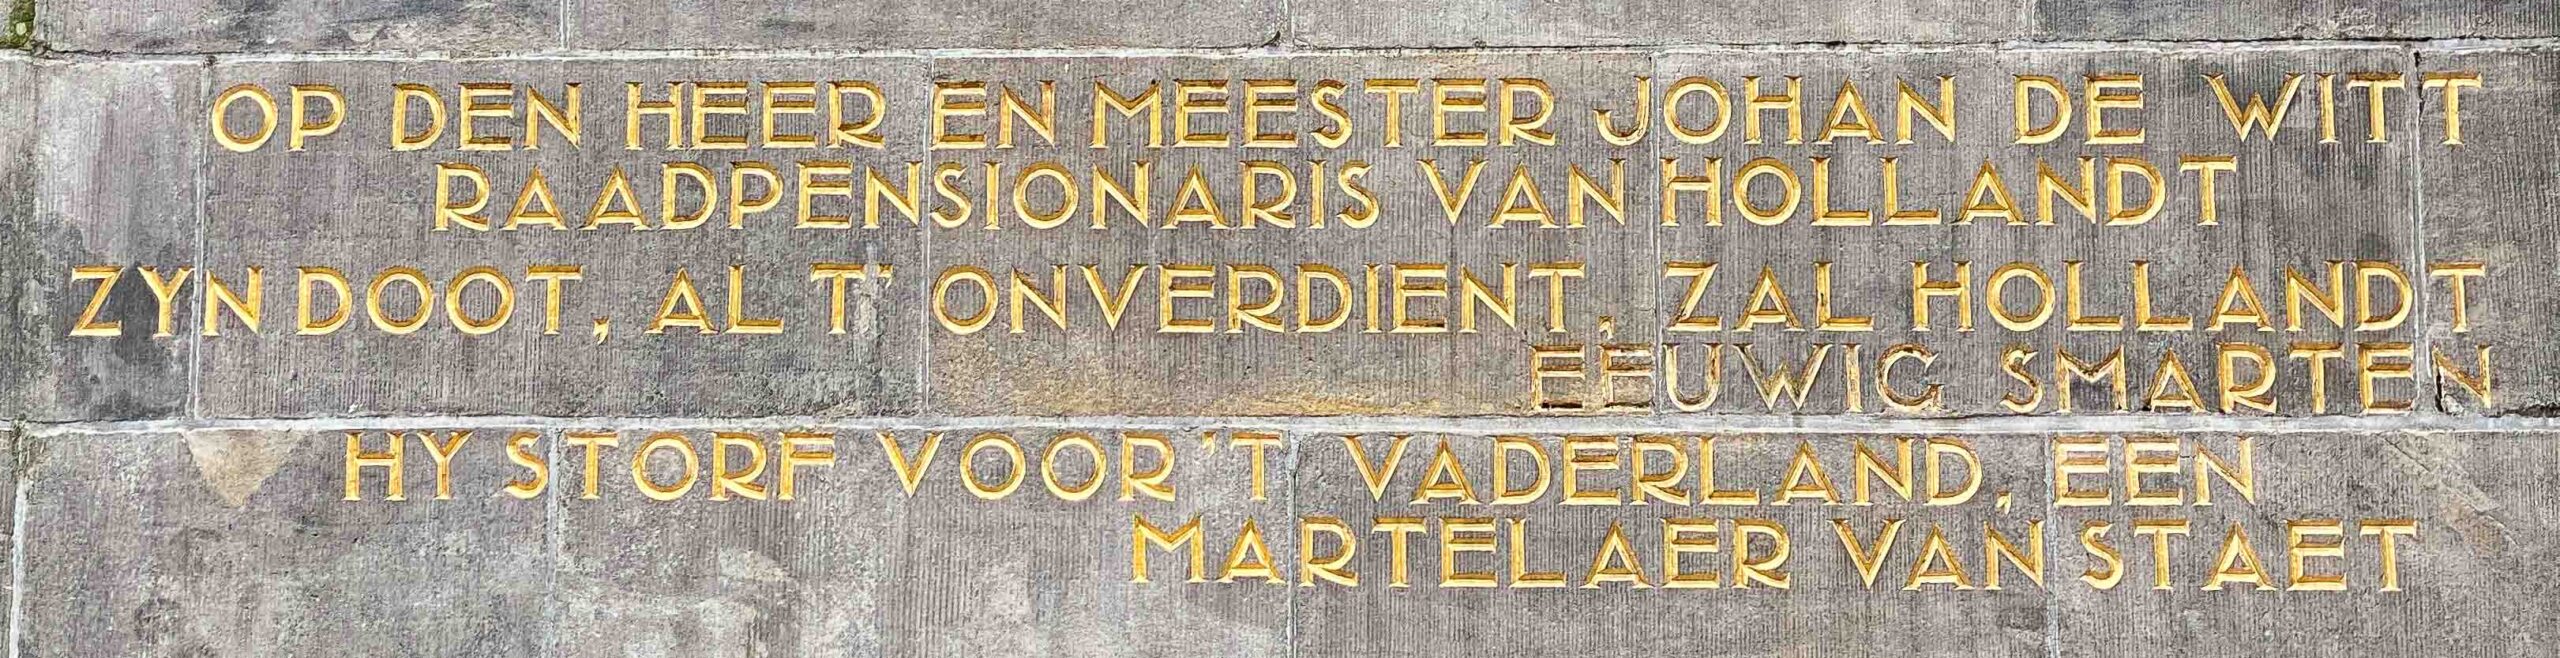 OP DEN HEER EN MEESTER JOHAN DE WITT
RAADPENSIONARIS VAN HOLLANDT
ZYN DOOT, AL T' ONVERDIENT, ZAL HOLLANDT
EEUWIG SMARTEN
HY STORF VOOR 'T VADERLAND, EEN
MARTELAER VAN STAET